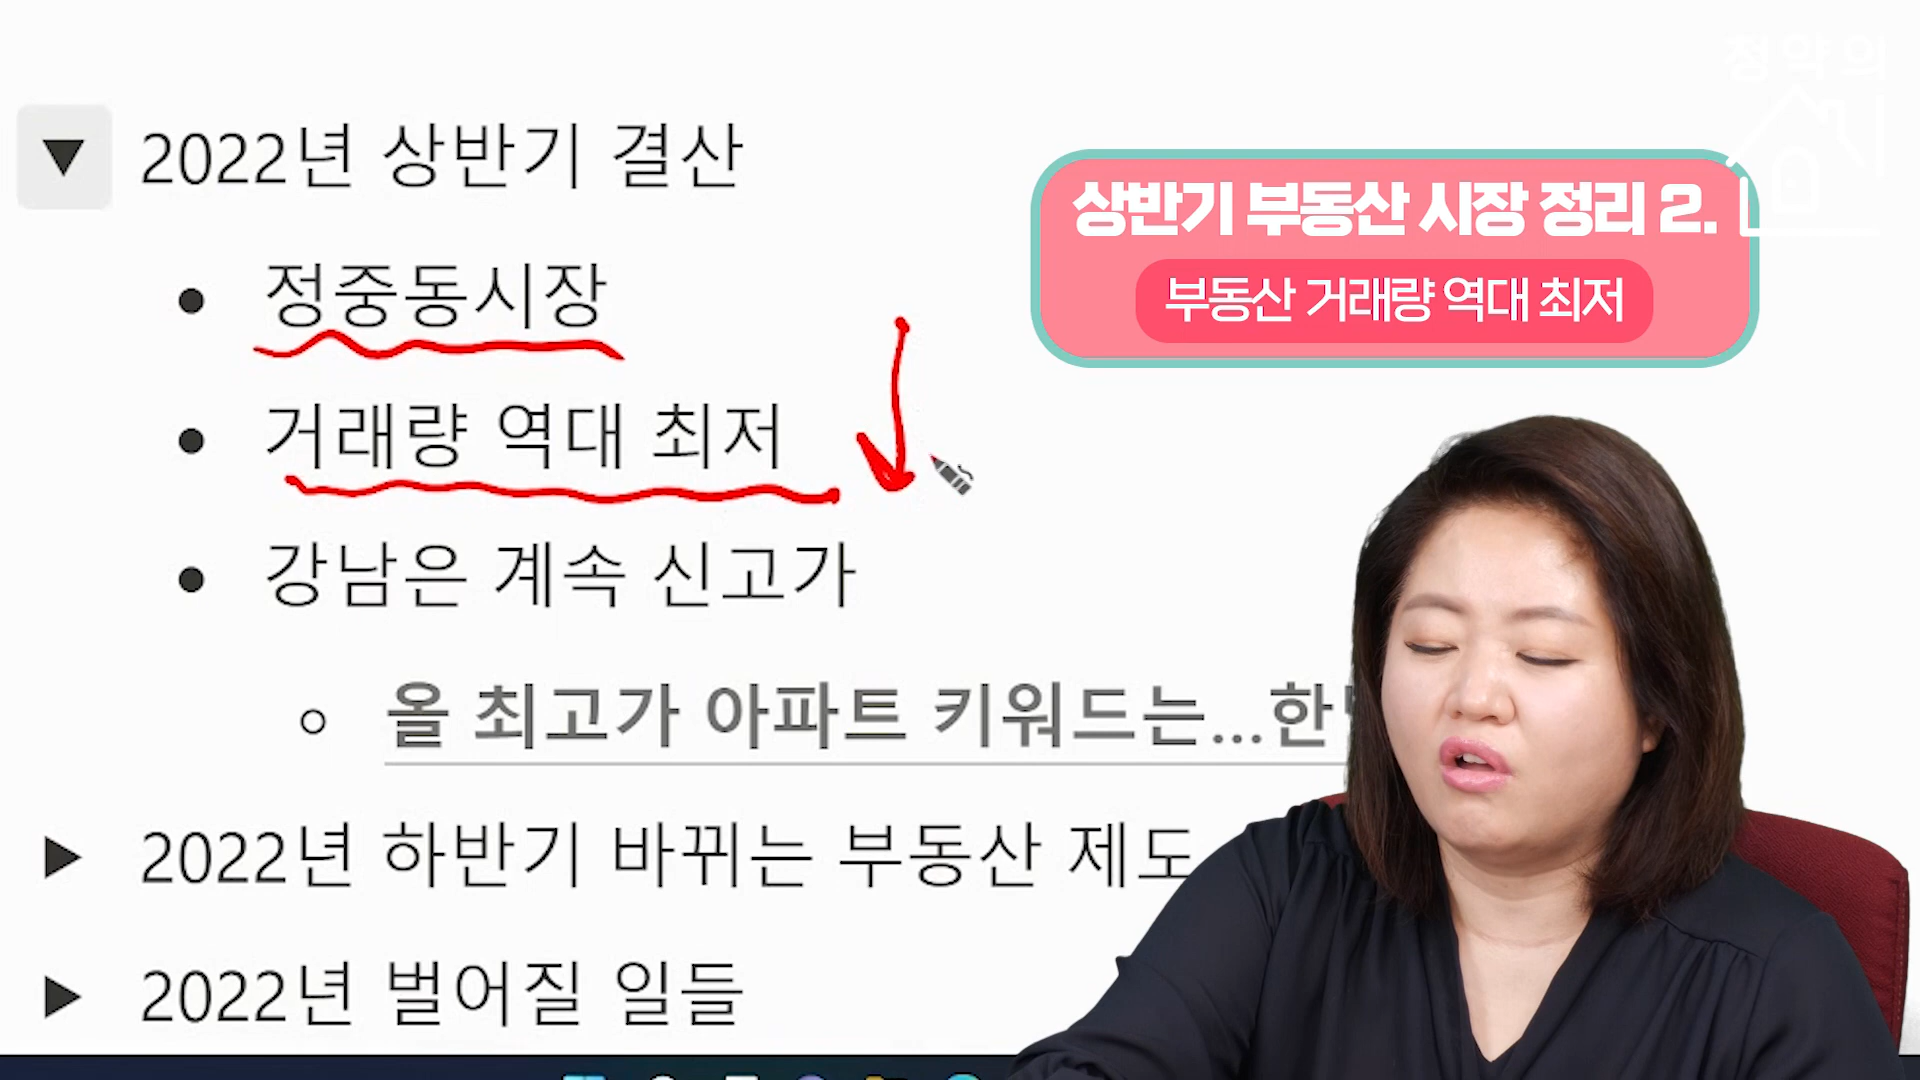 청약의
2022년 상반기 결산
상반기 부동산 시장 정리 2.
부동산 거래량 역대 최저
정중동시장
거래량 역대 최저
강남은 계속 신고가
올 최고가 아파트 키워드는...한
2022년 하반기 바뀌는 부동산 제도
2022년 벌어질 일들